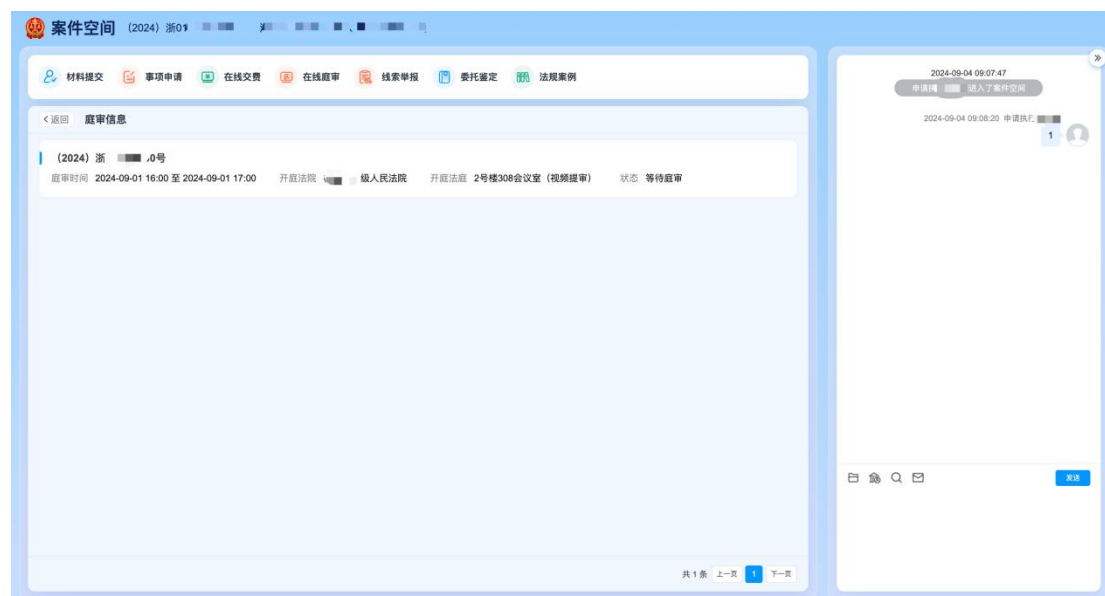 案件空间 (2024) 浙01
材料提交 事项申请 在线交费 在线庭审 线索举报 委托鉴定 法规案例
<返回 庭审信息
(2024) 浙 0号
庭审时间 2024-09-01 16:00 至 2024-09-01 17:00 开庭法院 级人民法院 开庭法庭 2号楼308会议室 (视频提审) 状态 等待庭审
共1条 上一页 1 下一页
2024-09-04 09:07:47
申请执 进入了案件空间
2024-09-04 09:08:20 申请执行
1
发送